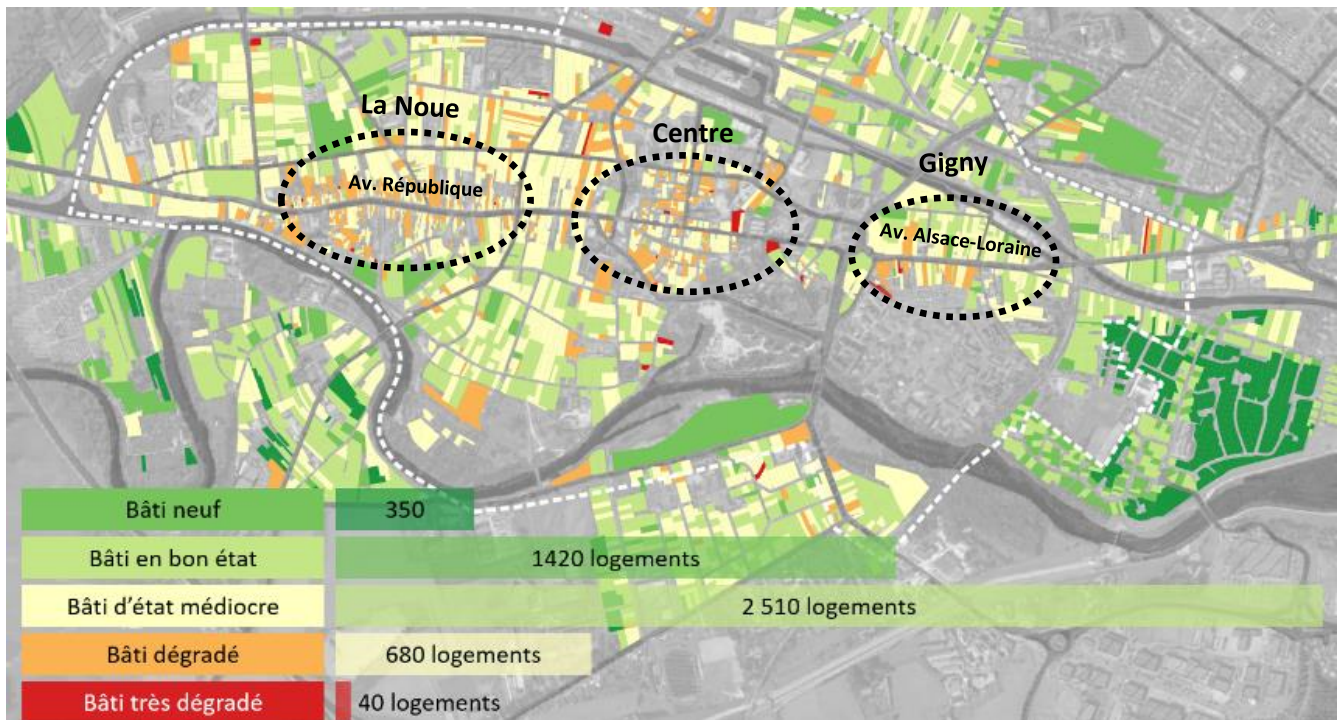 La Noue
Centre
Gigny
Av. République
Av. Alsace-Loraine
Bâti neuf 350
Bâti en bon état 1420 logements
Bâti d'état médiocre 2 510 logements
Bâti dégradé 680 logements
Bâti très dégradé 40 logements